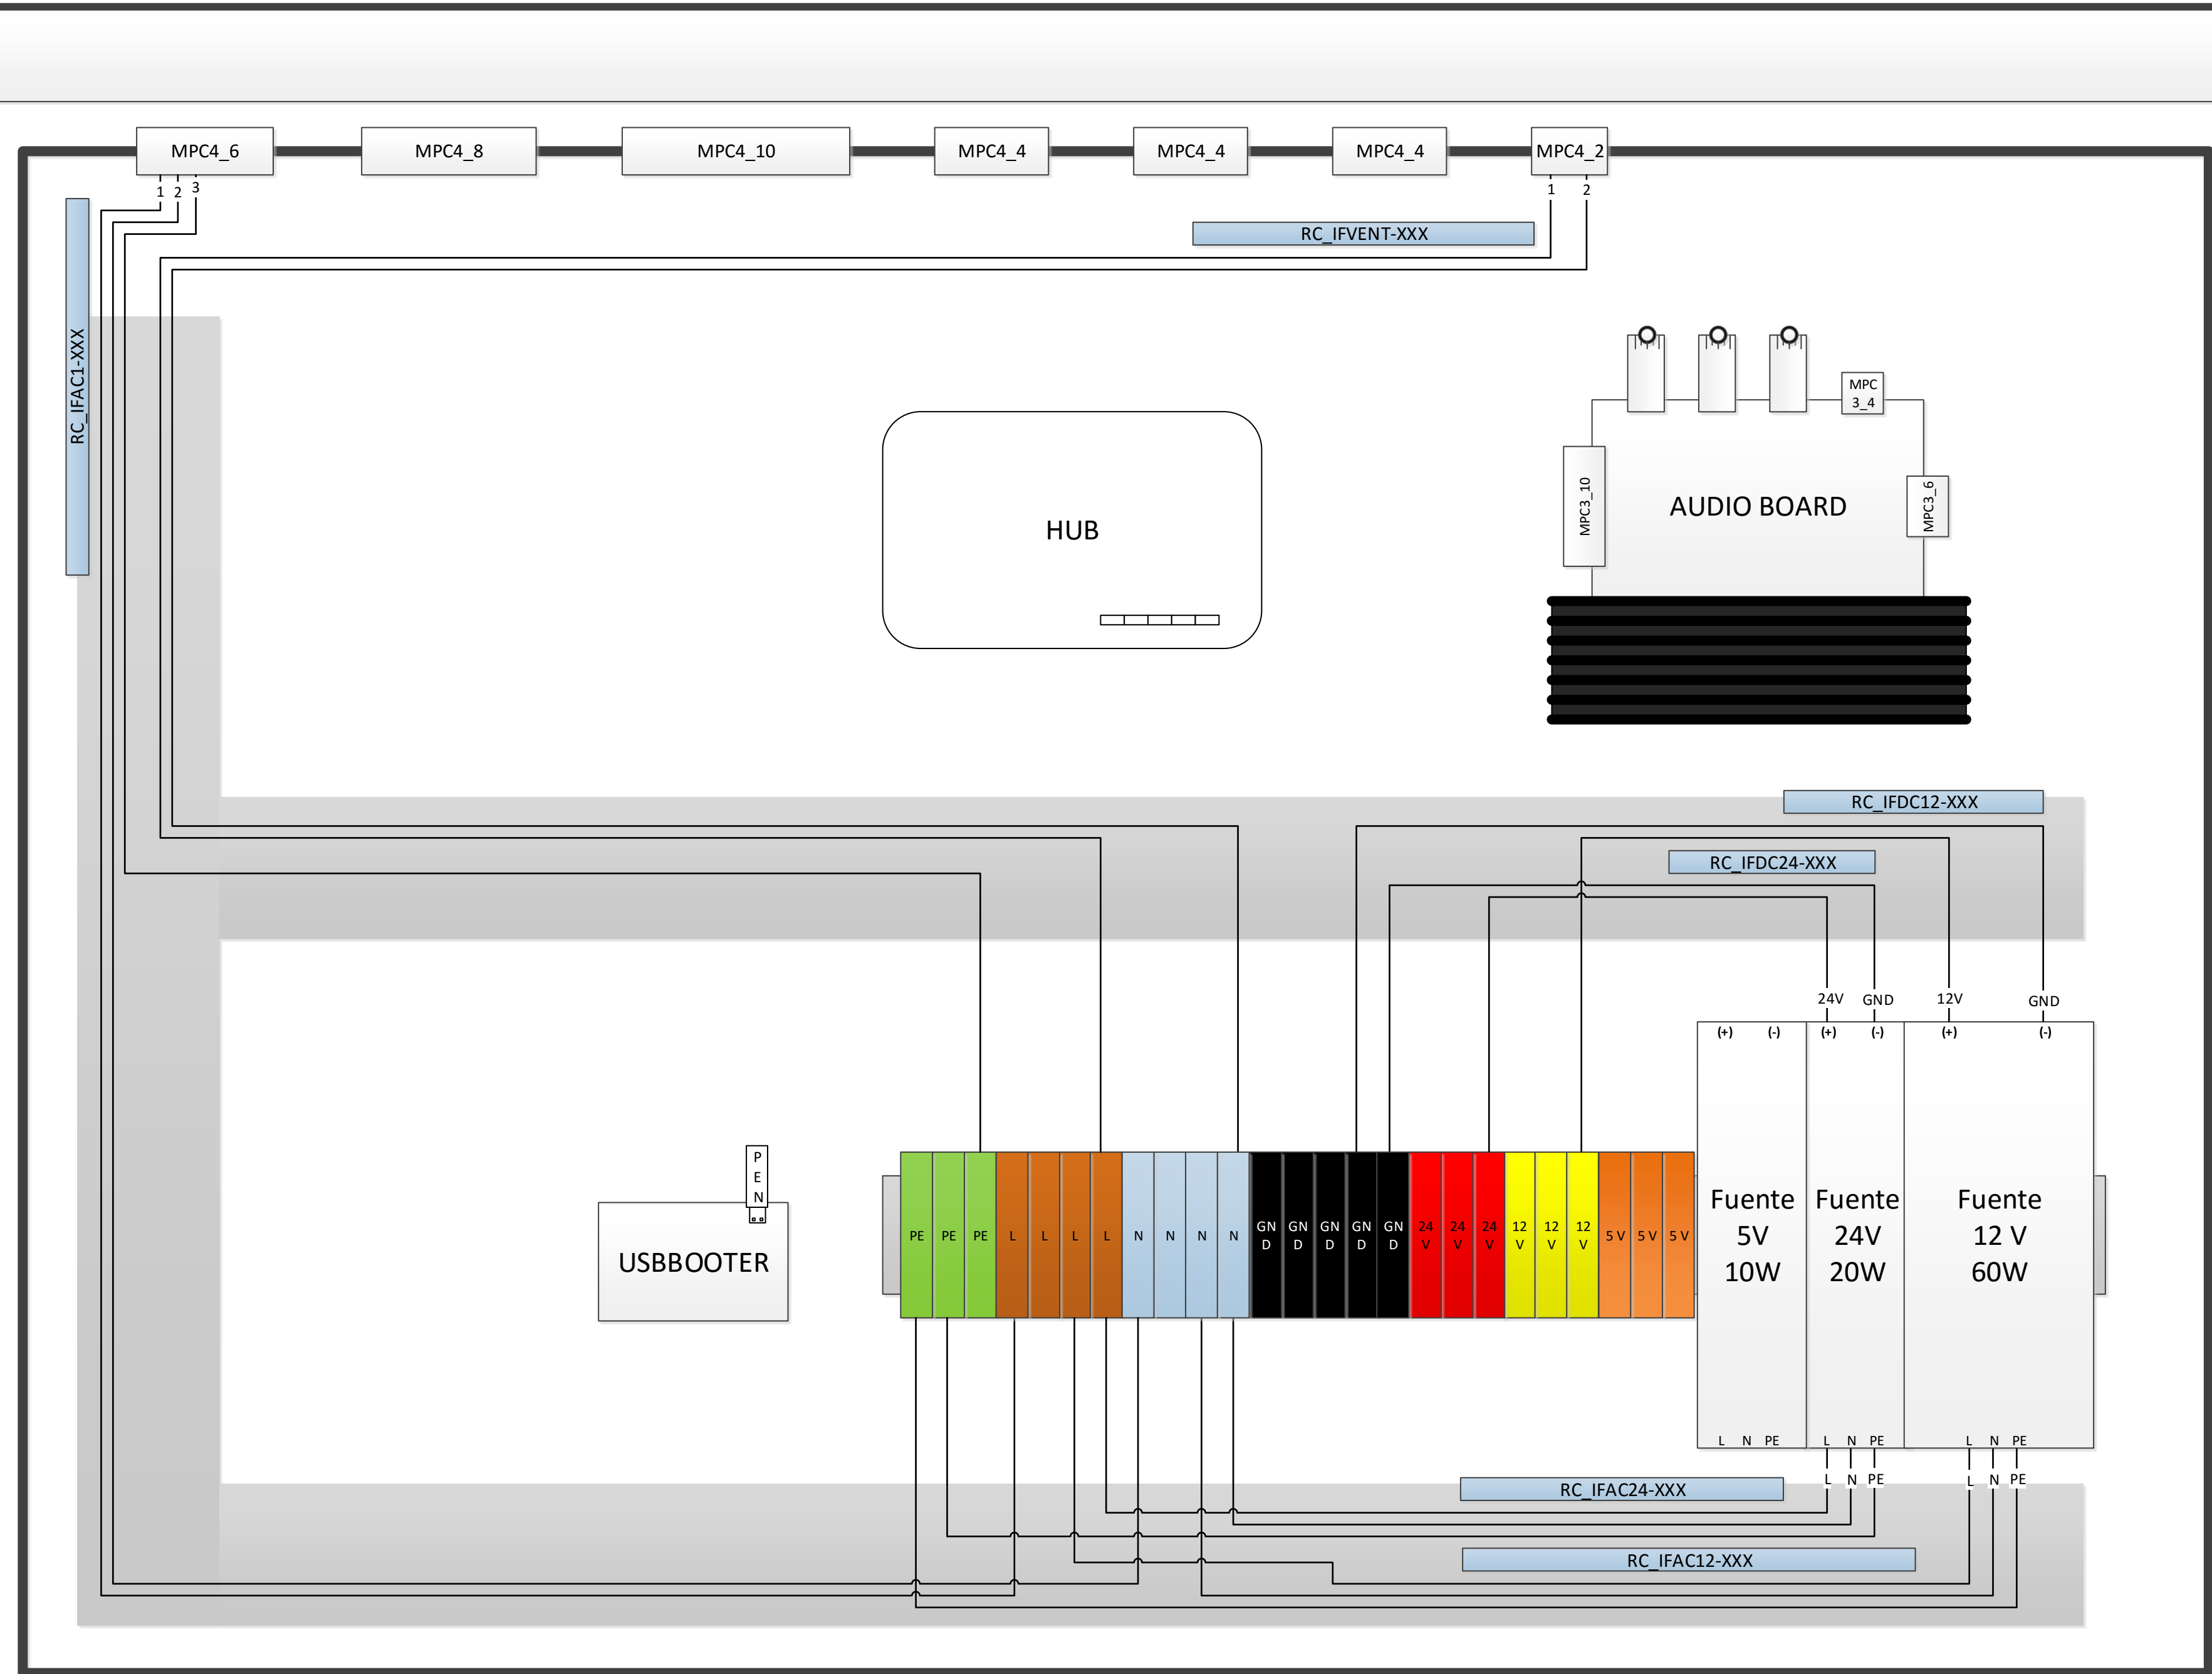 MPC4_6
MPC4_8
MPC4_10
MPC4_4
MPC4_4
MPC4_4
MPC4_2
1 2 3
1 2
RC_IFVENT-XXX
RC_IFAC1-XXX
MPC
3_4
MPC3_10
AUDIO BOARD
MPC3_6
HUB
RC_IFDC12-XXX
RC_IFDC24-XXX
24V GND 12V GND
(+) (-) (+) (-) (+) (-)
P
E
N
USBBOOTER
PE PE PE L L L L N N N N
GN
D
GN
D
GN
D
GN
D
GN
D
24
V
24
V
24
V
12
V
12
V
12
V
5 V 5 V 5 V
Fuente
5V
10W
Fuente
24V
20W
Fuente
12 V
60W
L N PE L N PE L N PE
L N PE L N PE
RC_IFAC24-XXX
RC_IFAC12-XXX